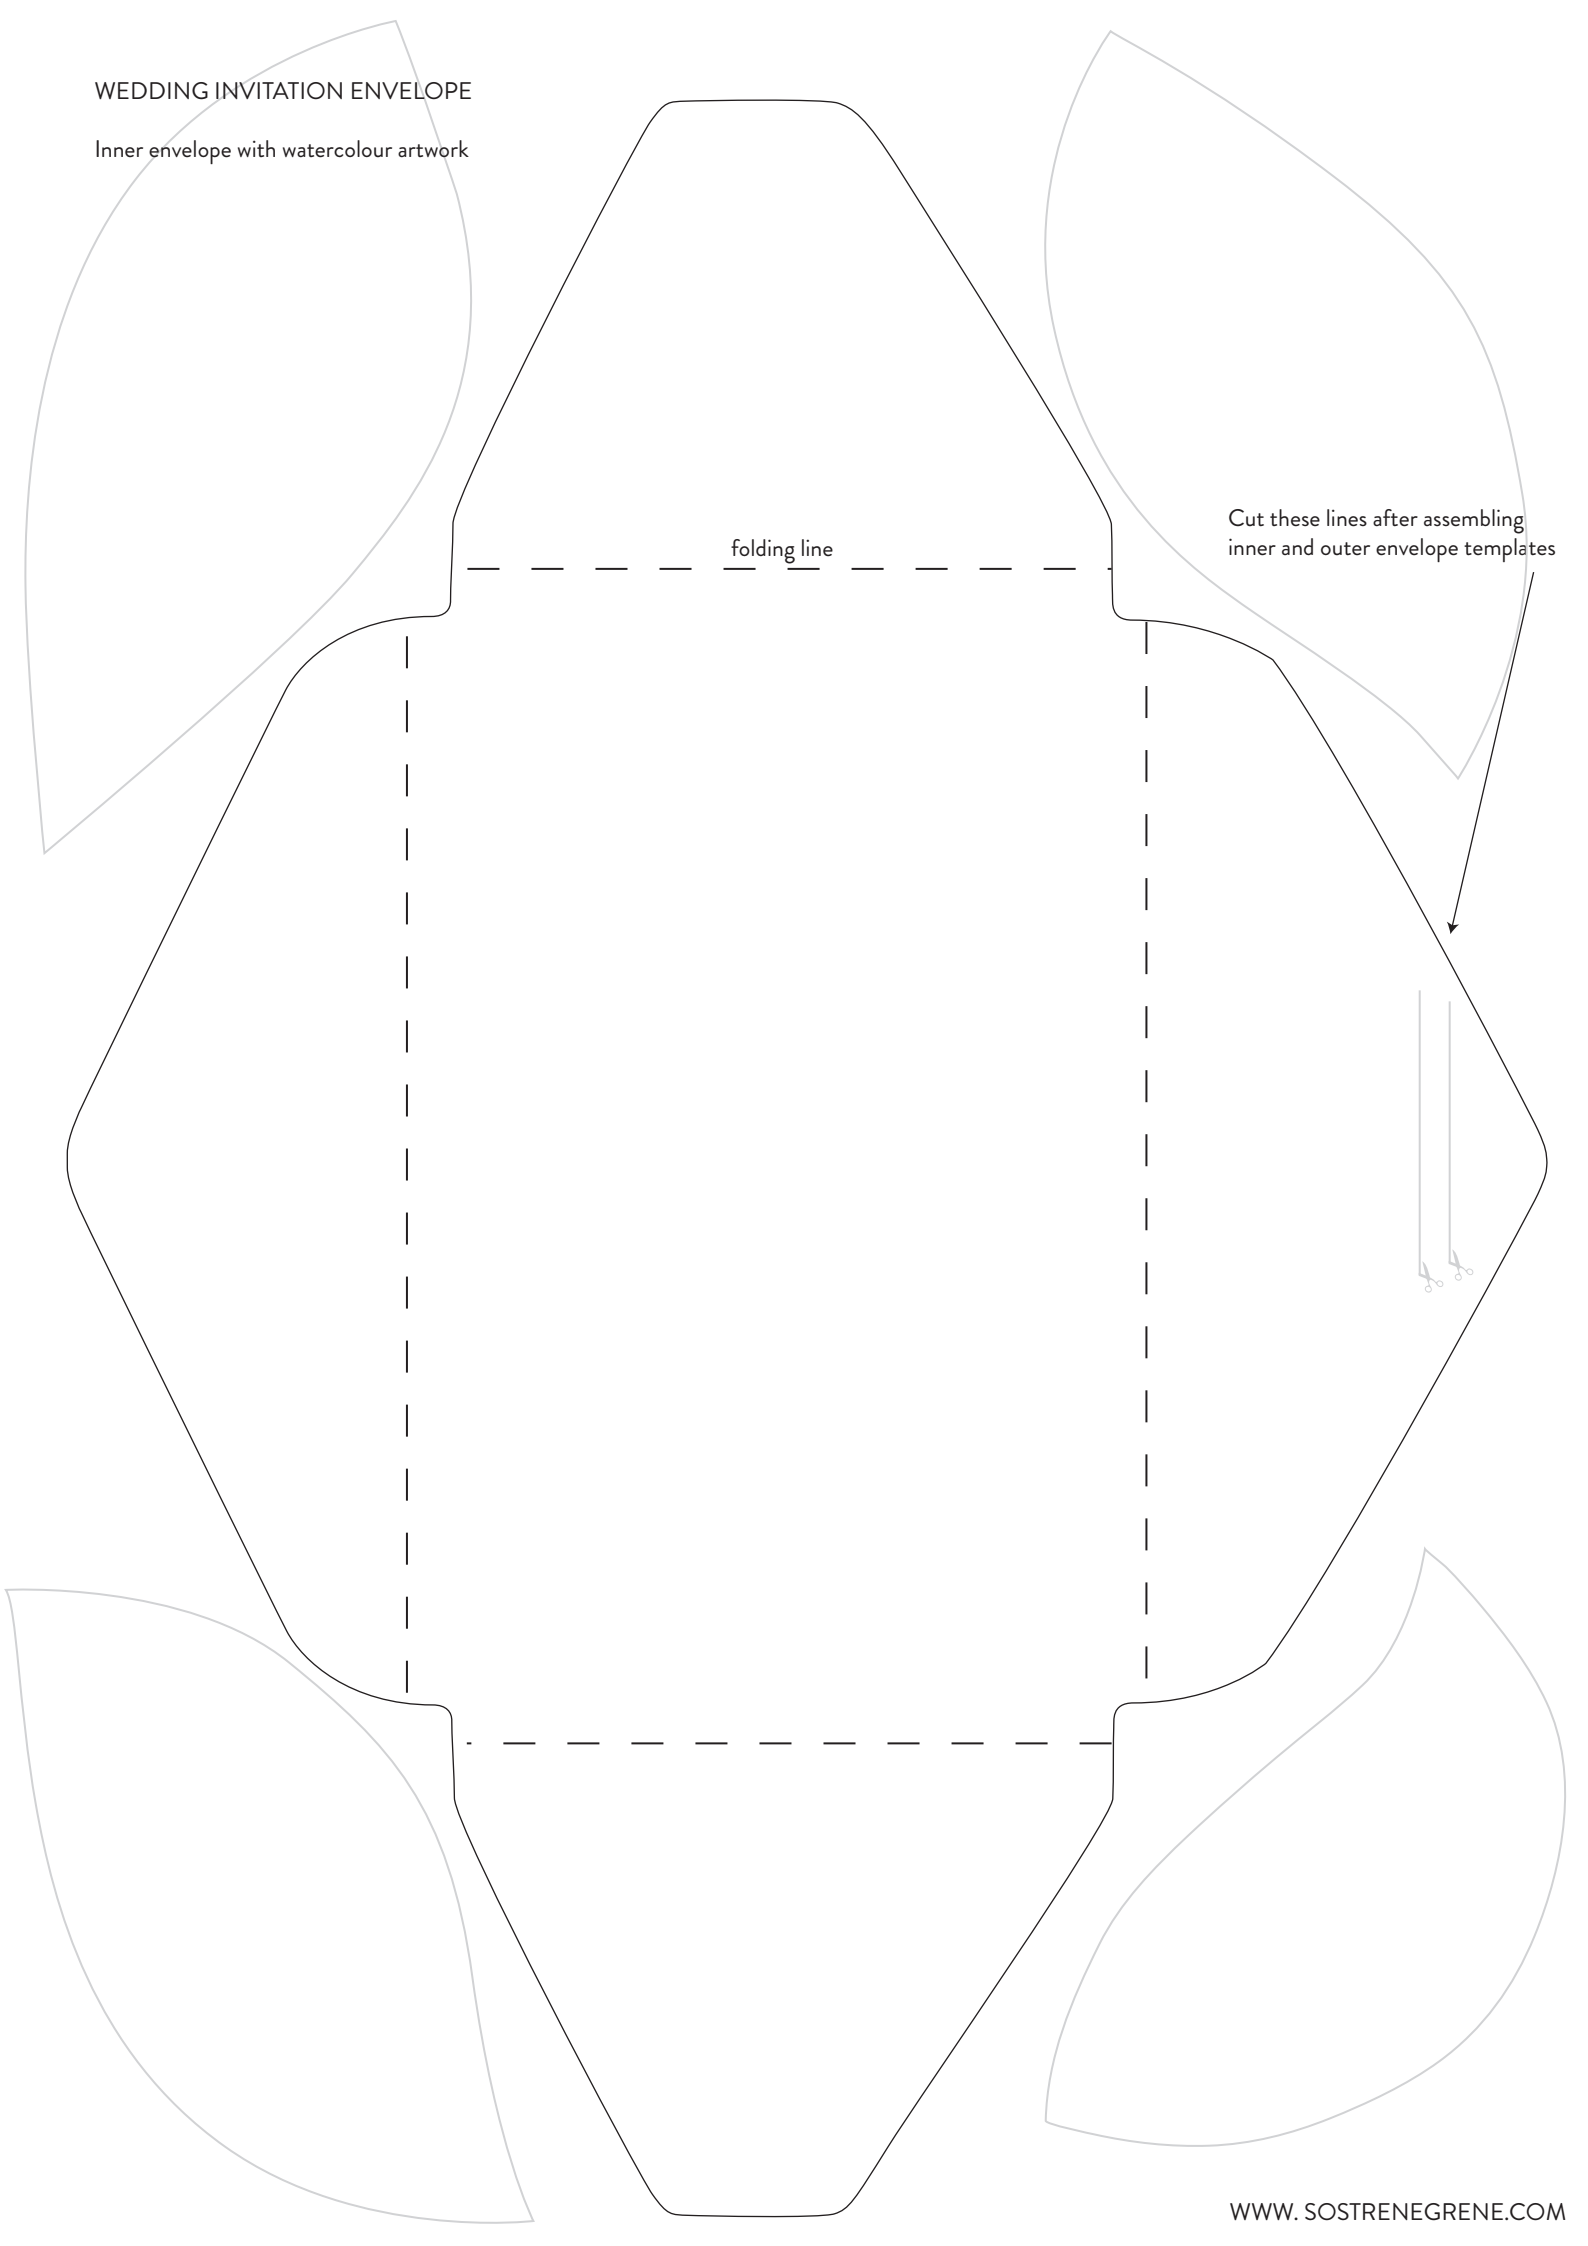 WEDDING INVITATION ENVELOPE
Inner envelope with watercolour artwork
Cut these lines after assembling
inner and outer envelope templates
folding line
WWW. SOSTRENEGRENE.COM